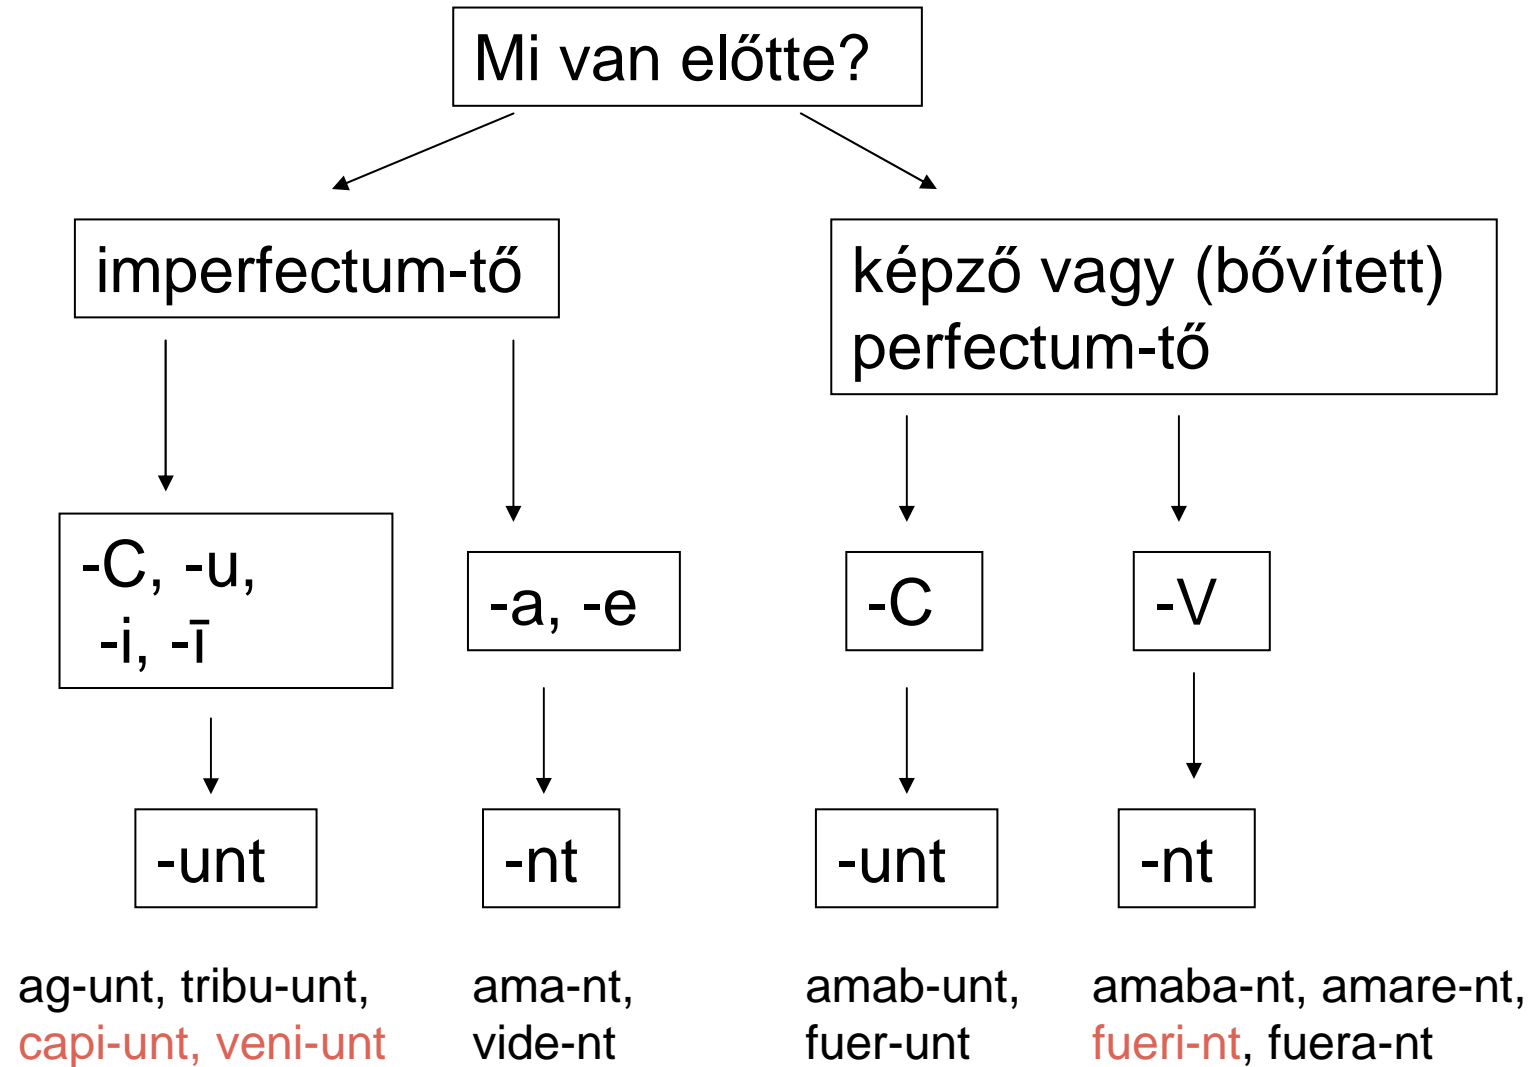 Mi van előtte?
imperfectum-tő
képző vagy (bővített)
perfectum-tő
-C, -u,
-i, -ī
-a, -e
-C
-V
-unt
-nt
-unt
-nt
ag-unt, tribu-unt,
capi-unt, veni-unt
ama-nt,
vide-nt
amab-unt,
fuer-unt
amaba-nt, amare-nt,
fueri-nt, fuera-nt